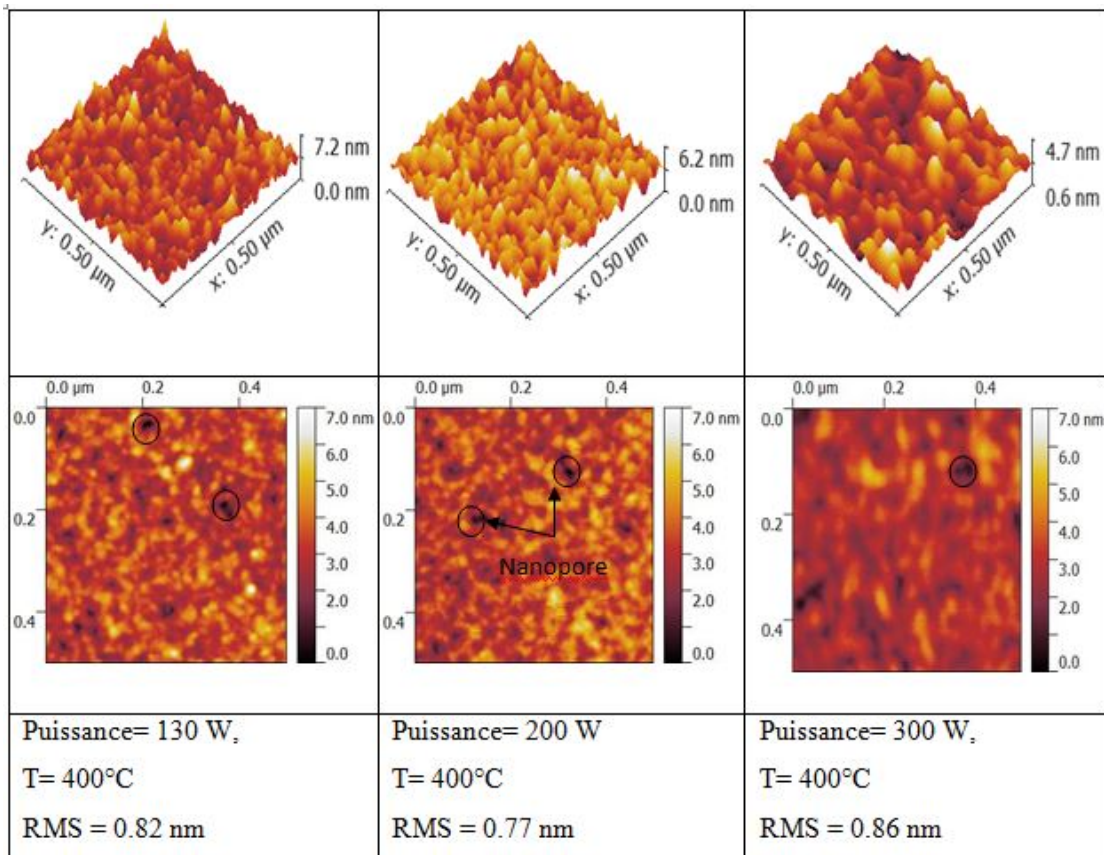 7.2 nm
0.0 nm
y: 0.50 µm
x: 0.50 µm
6.2 nm
0.0 nm
y: 0.50 µm
x: 0.50 µm
4.7 nm
0.6 nm
y: 0.50 µm
x: 0.50 µm
0.0 µm 0.2 0.4
0.0
0.2
0.4
7.0 nm
6.0
5.0
4.0
3.0
2.0
0.0
0.0 µm 0.2 0.4
0.0
0.2
0.4
Nanopore
7.0 nm
6.0
5.0
4.0
3.0
2.0
0.0
0.0 µm 0.4
0.0
0.2
0.4
7.0 nm
6.0
5.0
4.0
3.0
2.0
0.0
Puissance= 130 W,
T= 400°C
RMS = 0.82 nm
Puissance= 200 W
T= 400°C
RMS = 0.77 nm
Puissance= 300 W,
T= 400°C
RMS = 0.86 nm